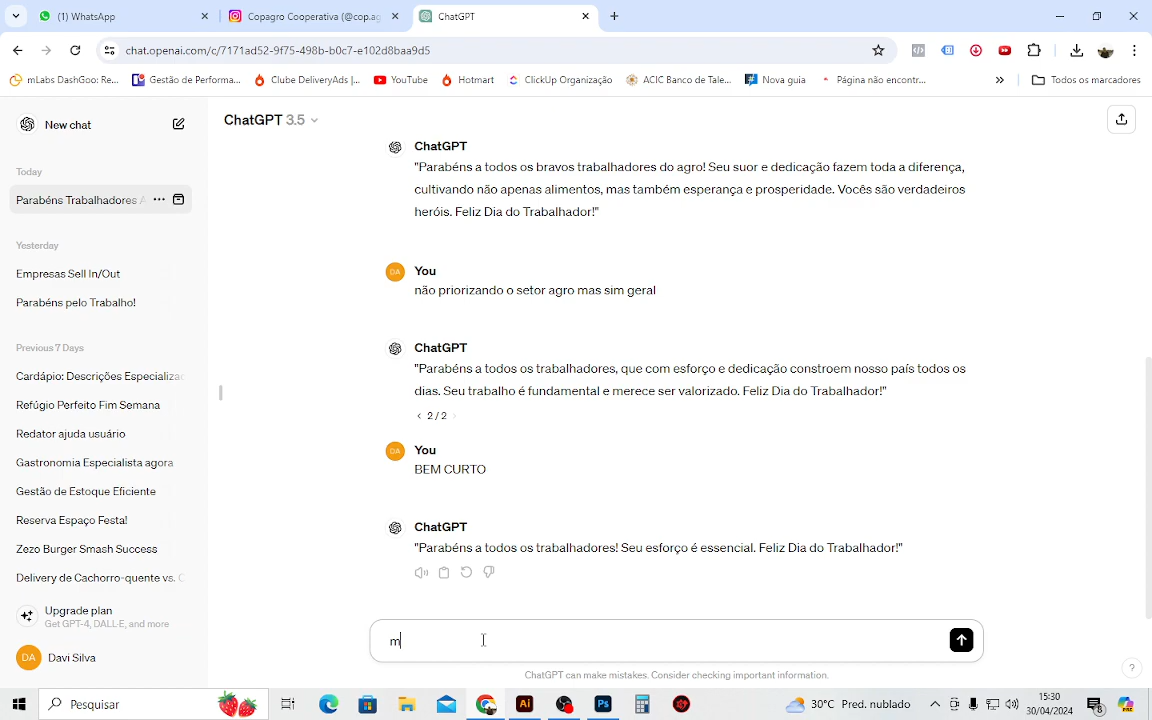 (1) WhatsApp
Copagro Cooperativa (@cop.ag
ChatGPT
chat.openai.com/c/7171ad52-9f75-498b-b0c7-e102d8baa9d5
mLabs DashGoo: Re...
Gestão de Performa...
Clube DeliveryAds |...
YouTube
Hotmart
ClickUp Organização
ACIC Banco de Tale...
Nova guia
Página não encontr...
Todos os marcadores
New chat
ChatGPT 3.5
Today
Parabéns Trabalhadores A
Yesterday
Empresas Sell In/Out
Parabéns pelo Trabalho!
Previous 7 Days
Cardápio: Descrições Especializad
Refúgio Perfeito Fim Semana
Redator ajuda usuário
Gastronomia Especialista agora
Gestão de Estoque Eficiente
Reserva Espaço Festa!
Zezo Burger Smash Success
Delivery de Cachorro-quente vs. C
Upgrade plan
Get GPT-4, DALL·E, and more
DA Davi Silva
ChatGPT
"Parabéns a todos os bravos trabalhadores do agro! Seu suor e dedicação fazem toda a diferença,
cultivando não apenas alimentos, mas também esperança e prosperidade. Vocês são verdadeiros
heróis. Feliz Dia do Trabalhador!"
DA You
não priorizando o setor agro mas sim geral
ChatGPT
"Parabéns a todos os trabalhadores, que com esforço e dedicação constroem nosso país todos os
dias. Seu trabalho é fundamental e merece ser valorizado. Feliz Dia do Trabalhador!"
< 2/2 >
DA You
BEM CURTO
ChatGPT
"Parabéns a todos os trabalhadores! Seu esforço é essencial. Feliz Dia do Trabalhador!"
m
ChatGPT can make mistakes. Consider checking important information.
?
Pesquisar
Ai
Ps
30°C Pred. nublado
15:30
30/04/2024
8